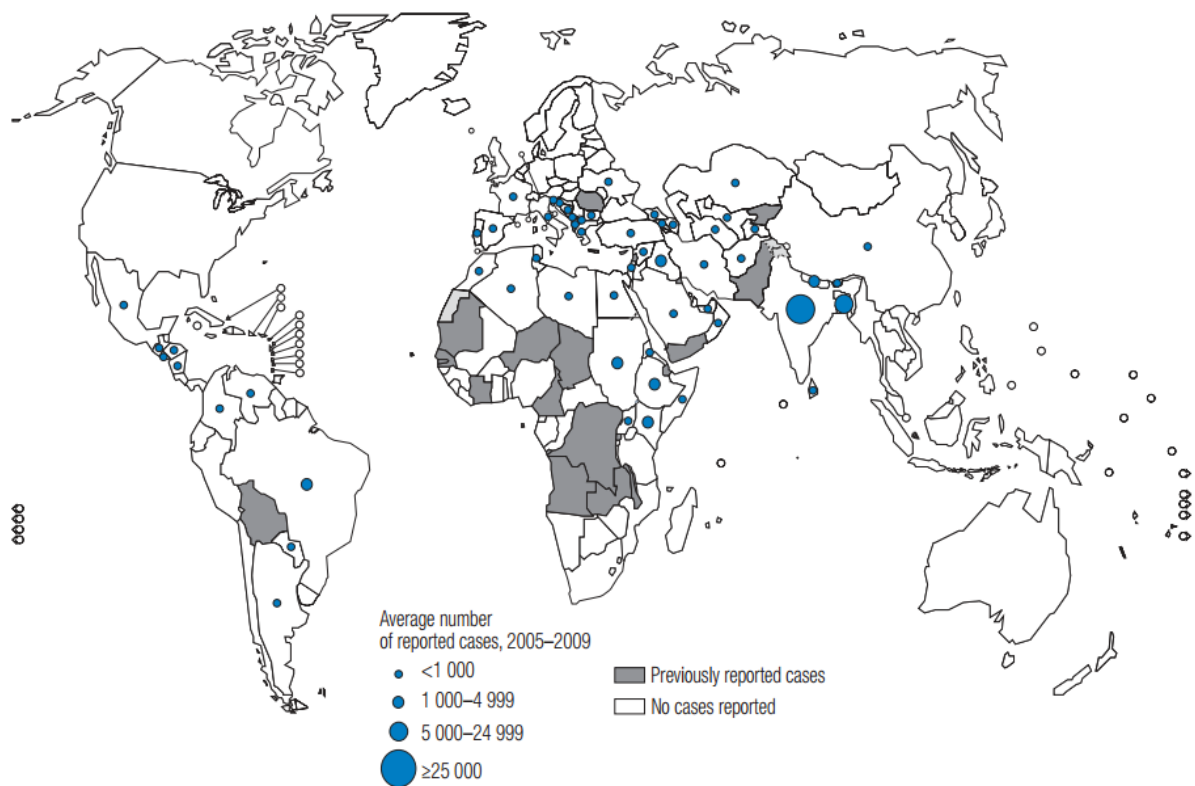 Average number
of reported cases, 2005–2009
<1 000
1 000–4 999
5 000–24 999
≥25 000
Previously reported cases
No cases reported